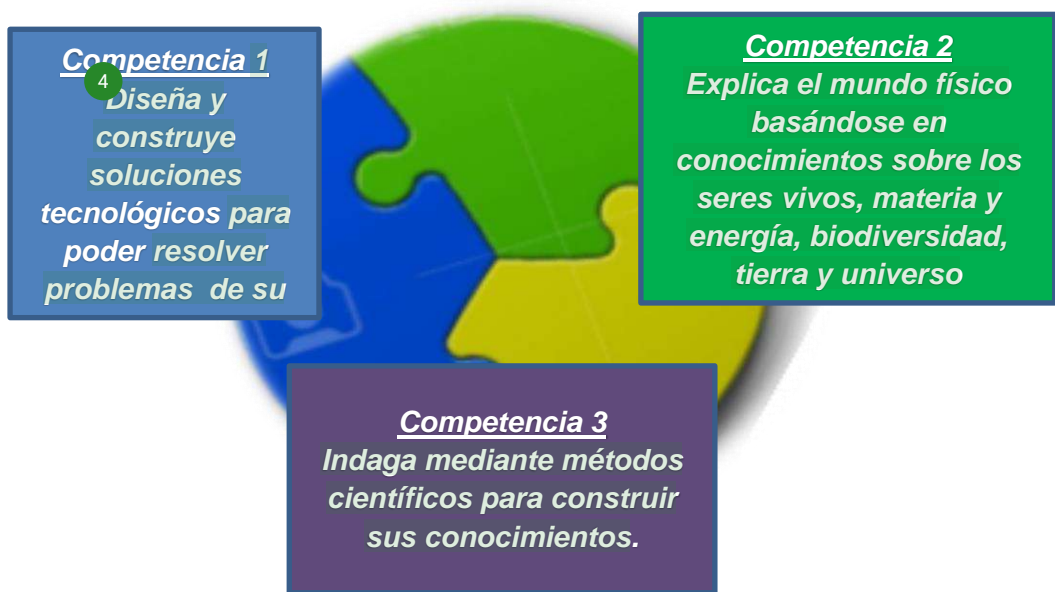 Competencia 1
4
Diseña y
construye
soluciones
tecnológicos para
poder resolver
problemas de su
Competencia 2
Explica el mundo físico
basándose en
conocimientos sobre los
seres vivos, materia y
energía, biodiversidad,
tierra y universo
Competencia 3
Indaga mediante métodos
científicos para construir
sus conocimientos.